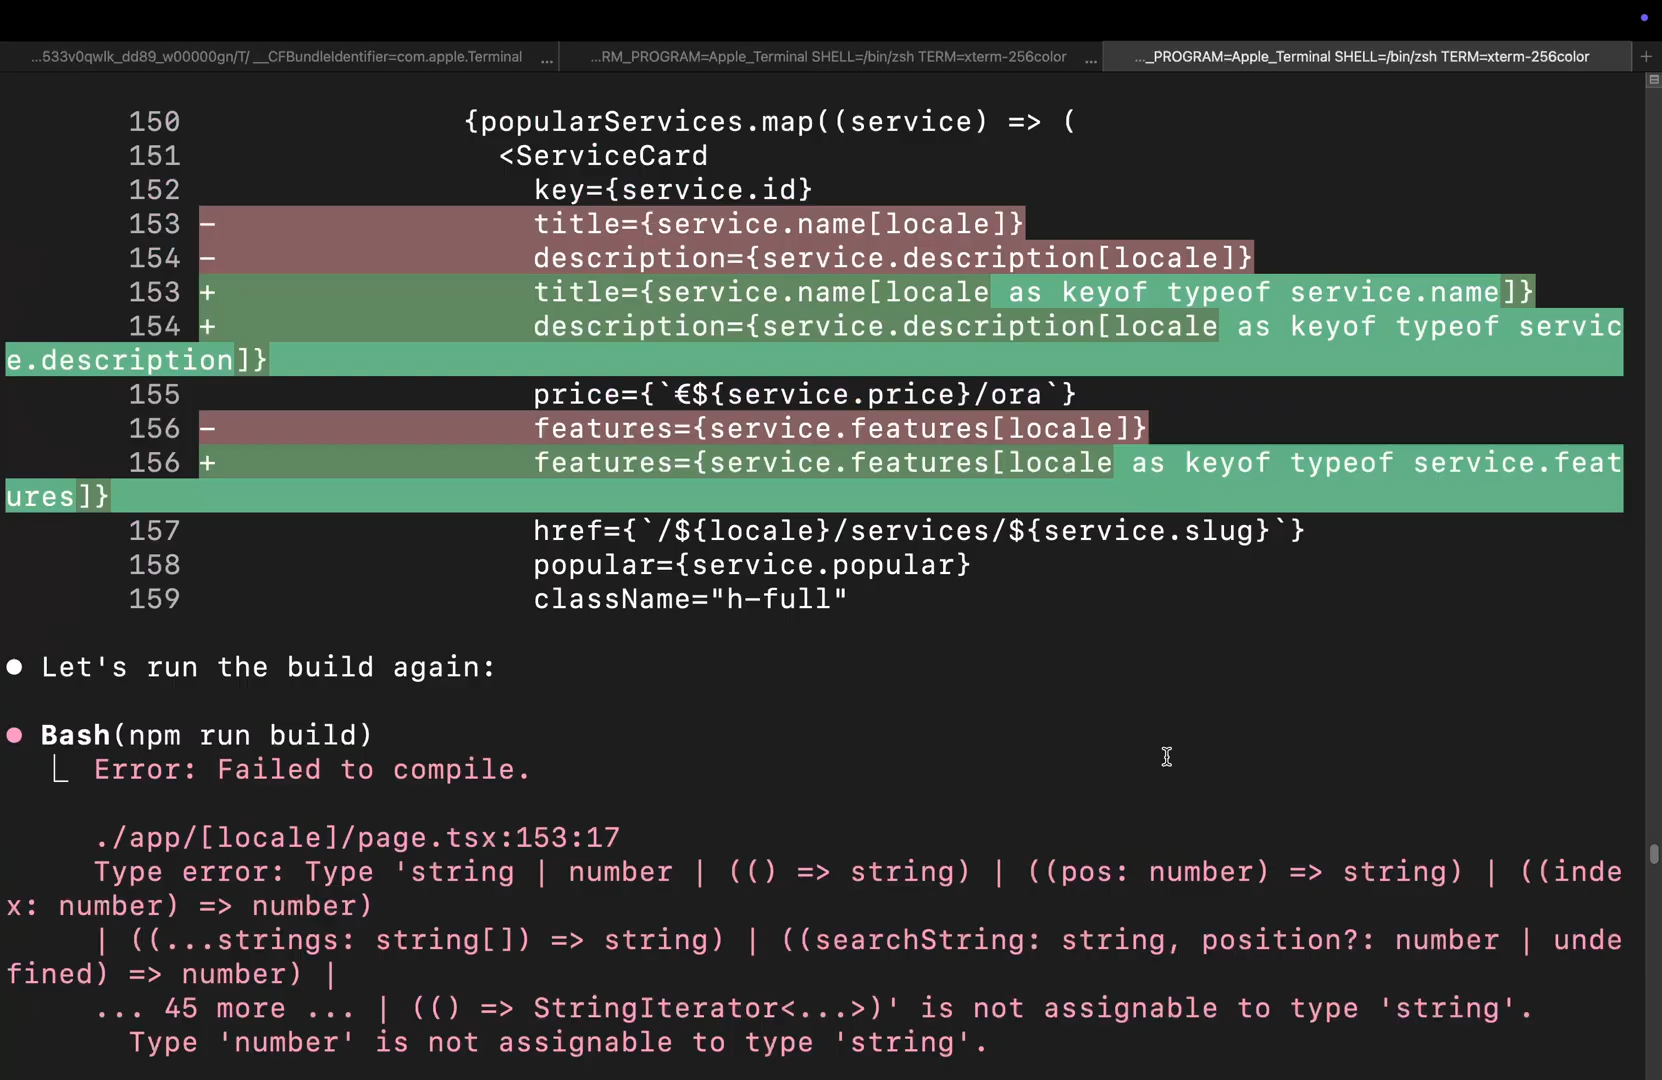 ...533v0qwlk_dd89_w00000gn/T/ __CFBundleIdentifier=com.apple.Terminal ... ...RM_PROGRAM=Apple_Terminal SHELL=/bin/zsh TERM=xterm-256color ... ..._PROGRAM=Apple_Terminal SHELL=/bin/zsh TERM=xterm-256color +
150 {popularServices.map((service) => (
151 <ServiceCard
152 key={service.id}
153 - title={service.name[locale]}
154 - description={service.description[locale]}
153 + title={service.name[locale as keyof typeof service.name]}
154 + description={service.description[locale as keyof typeof servic
e.description]}
155 price={`€${service.price}/ora`}
156 - features={service.features[locale]}
156 + features={service.features[locale as keyof typeof service.feat
ures]}
157 href={`/${locale}/services/${service.slug}`}
158 popular={service.popular}
159 className="h-full"
● Let's run the build again:
● Bash(npm run build)
⎿ Error: Failed to compile.
./app/[locale]/page.tsx:153:17
Type error: Type 'string | number | (() => string) | ((pos: number) => string) | ((inde
x: number) => number)
| ((...strings: string[]) => string) | ((searchString: string, position?: number | unde
fined) => number) |
... 45 more ... | (() => StringIterator<...>)' is not assignable to type 'string'.
Type 'number' is not assignable to type 'string'.